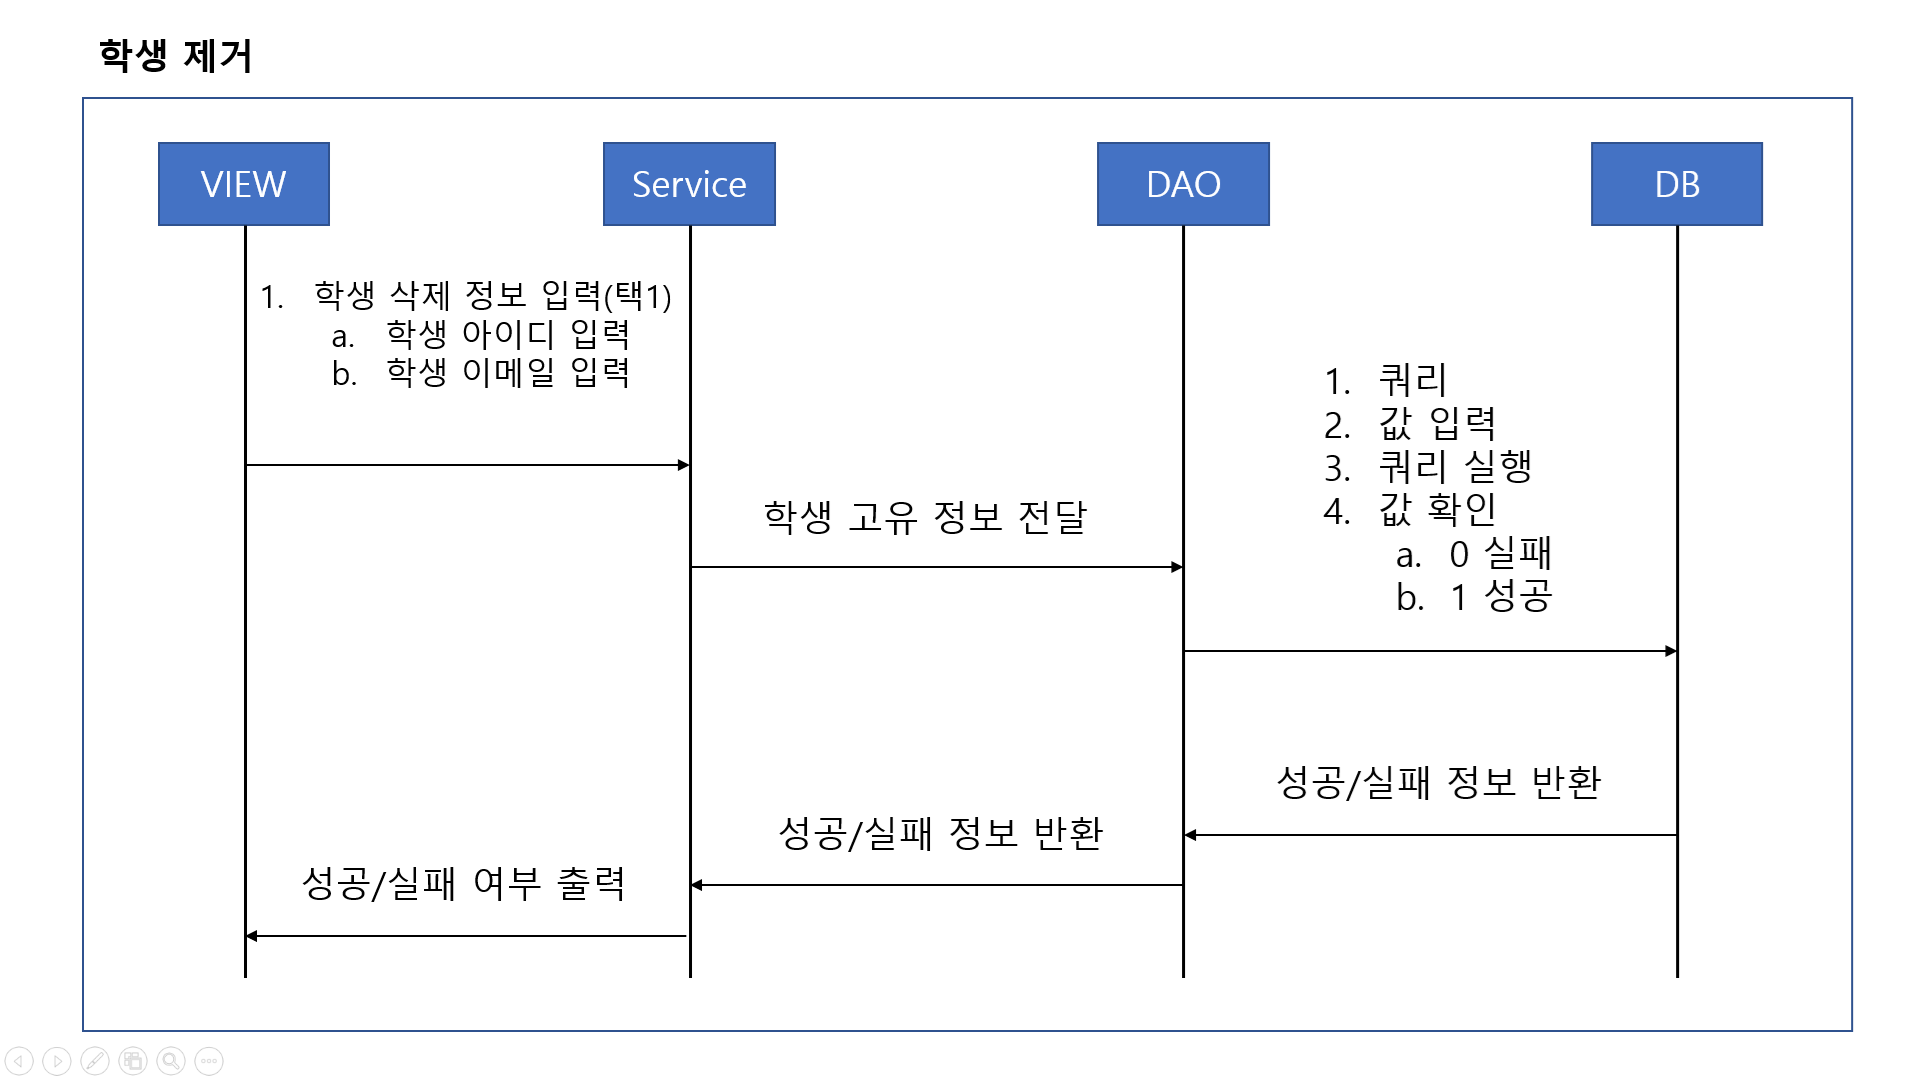 학생 제거
VIEW
Service
DAO
DB
1. 학생 삭제 정보 입력(택1)
a. 학생 아이디 입력
b. 학생 이메일 입력
학생 고유 정보 전달
1. 쿼리
2. 값 입력
3. 쿼리 실행
4. 값 확인
a. 0 실패
b. 1 성공
성공/실패 정보 반환
성공/실패 정보 반환
성공/실패 여부 출력